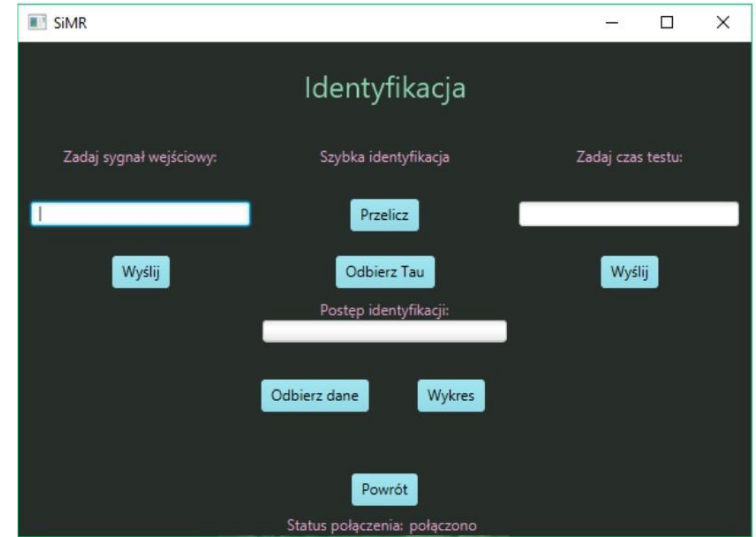 SiMR
Identyfikacja
Zadaj sygnał wejściowy:
Szybka identyfikacja
Zadaj czas testu:
Przelicz
Wyślij
Odbierz Tau
Wyślij
Postęp identyfikacji:
Odbierz dane
Wykres
Powrót
Status połączenia: połączono